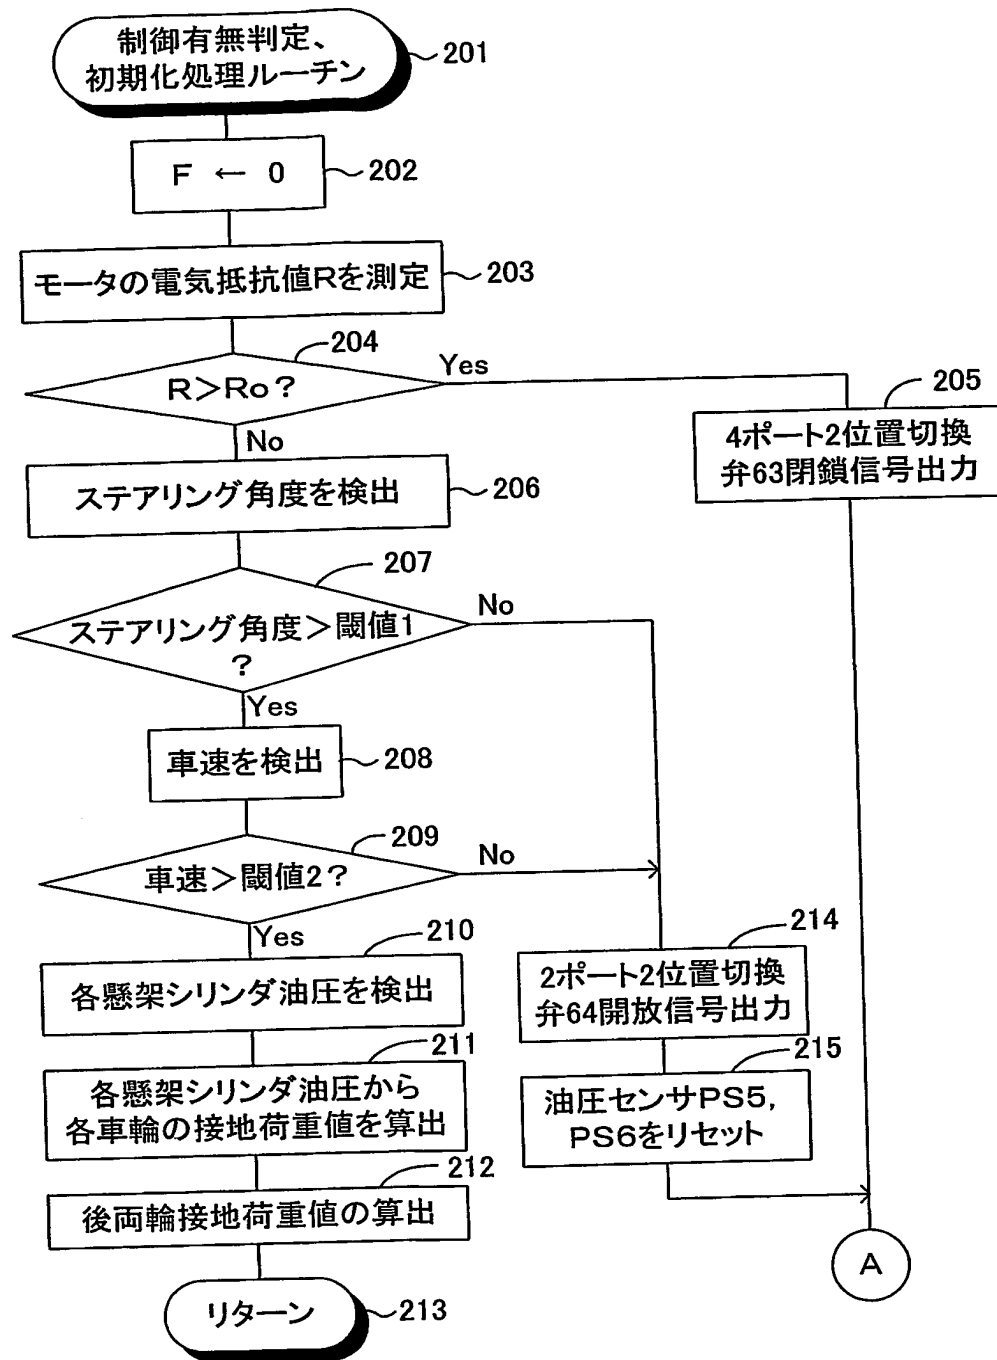 制御有無判定、
初期化処理ルーチン
201
F ← 0
202
モータの電気抵抗値Rを測定
203
204
R>Ro?
Yes
No
205
4ポート2位置切換
弁63閉鎖信号出力
ステアリング角度を検出
206
207
ステアリング角度>閾値1
?
No
Yes
車速を検出
208
209
車速>閾値2?
No
Yes
210
各懸架シリンダ油圧を検出
211
各懸架シリンダ油圧から
各車輪の接地荷重値を算出
212
後両輪接地荷重値の算出
リターン
213
214
2ポート2位置切換
弁64開放信号出力
215
油圧センサPS5,
PS6をリセット
A